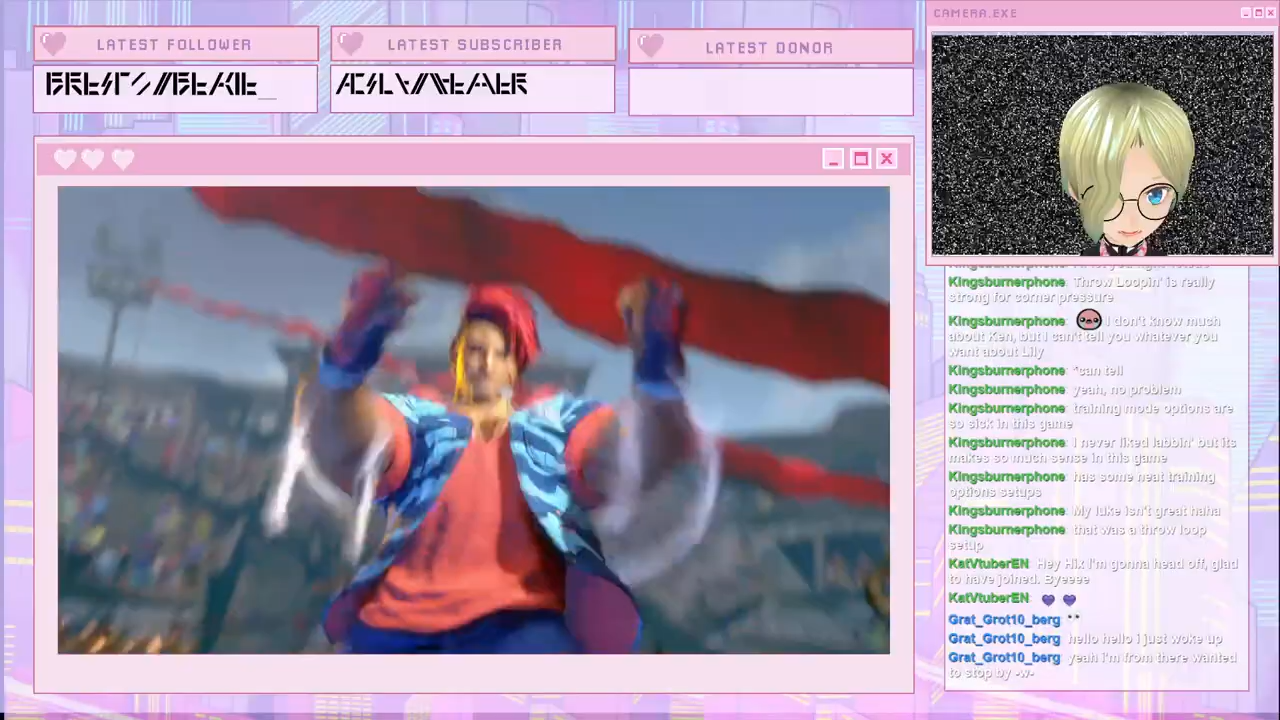 LATEST FOLLOWER
LATEST SUBSCRIBER
LATEST DONOR
CAMERA.EXE
Kingsburnerphone: Throw Loopin' is really
strong for corner pressure
Kingsburnerphone: I don't know much
about Ken, but I can't tell you whatever you
want about Lily
Kingsburnerphone: *can tell
Kingsburnerphone: yeah, no problem
Kingsburnerphone: training mode options are
so sick in this game
Kingsburnerphone: I never liked labbin' but its
makes so much sense in this game
Kingsburnerphone: has some neat training
options setups
Kingsburnerphone: My luke isn't great haha
Kingsburnerphone: that was a throw loop
setup
KatVtuberEN: Hey Hix I'm gonna head off, glad
to have joined. Byeeee
KatVtuberEN:
Grat_Grot10_berg
Grat_Grot10_berg hello hello i just woke up
Grat_Grot10_berg yeah i'm from there wanted
to stop by -w-